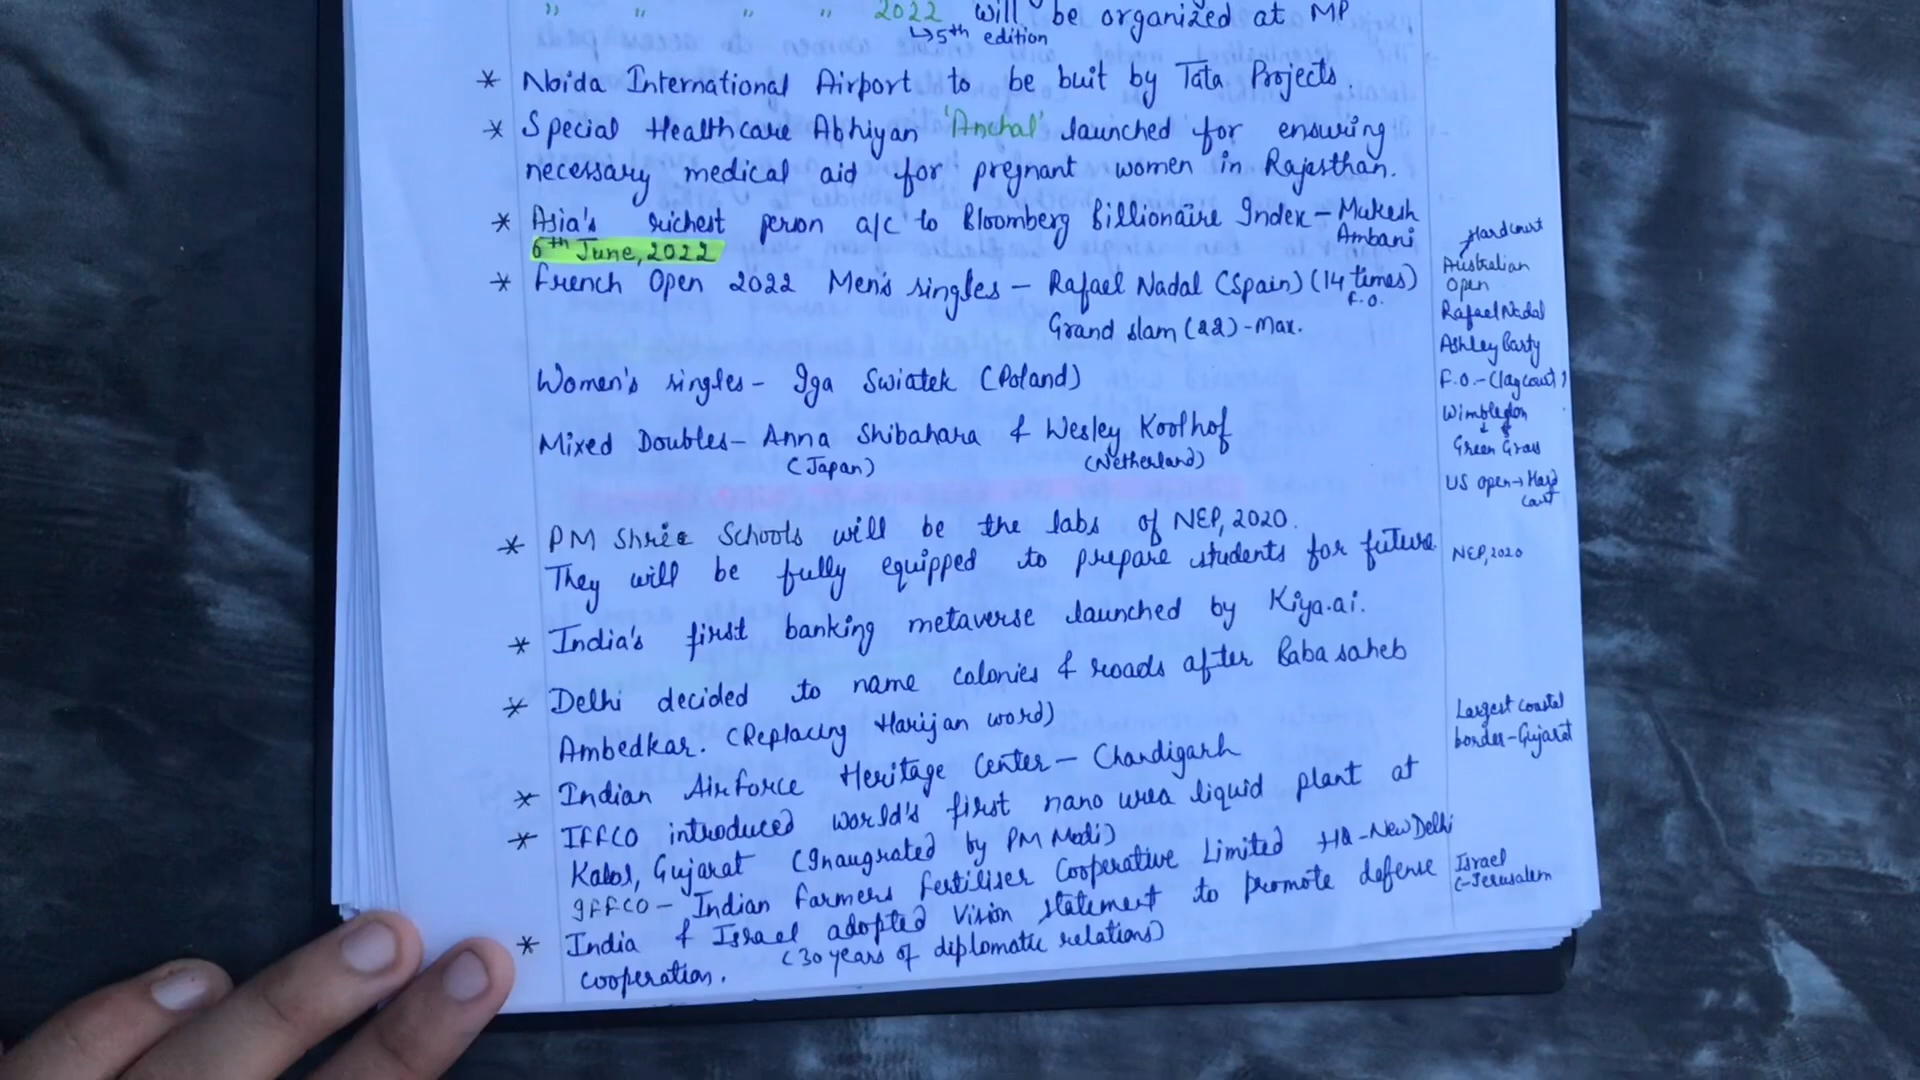 " " " " 2022 will be organized at MP
↳5th edition
* Noida International Airport to be buit by Tata Projects.
* Special Healthcare Abhiyan 'Anchal' launched for ensuring
necessary medical aid for pregnant women in Rajasthan.
* Asia's richest person a/c to Bloomberg Billionaire Index - Mukesh
Ambani
6th June, 2022
* French Open 2022 Men's singles - Rafael Nadal (Spain) (14 times)
F.O.
Grand slam (22) - Max.
Women's singles - Iga Swiatek (Poland)
Mixed Doubles - Anna Shibahara & Wesley Koolhof
(Japan) (Netherland)
* PM Shri Schools will be the labs of NEP, 2020.
They will be fully equipped to prepare students for future
* India's first banking metaverse launched by Kiya.ai.
* Delhi decided to name colonies & roads after Baba saheb
Ambedkar. (Replacing Harijan word)
* Indian Airforce Heritage Center - Chandigarh
* IFFCO introduced world's first nano urea liquid plant at
Kalol, Gujarat (Inaugrated by PM Modi)
IFFCO - Indian Farmers Fertiliser Cooperative Limited HQ - New Delhi
* India & Israel adopted Vision statement to promote defense
cooperation. (30 years of diplomatic relations)
Hardcourt
Australian
Open
Rafael Nadal
Ashley Barty
F.O. - (laycourt)
Wimbledon
↓ ↓
Green Grass
US Open → Hard
Court
NEP, 2020
Largest coastal
border - Gujarat
Israel
C - Jerusalem